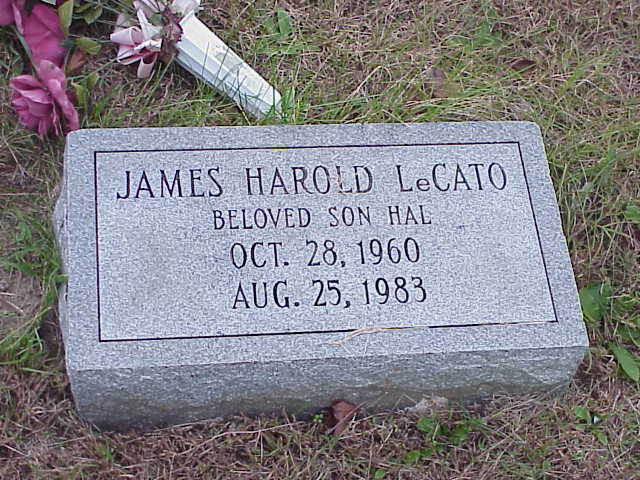 JAMES HAROLD LeCATO
BELOVED SON HAL
OCT. 28, 1960
AUG. 25, 1983